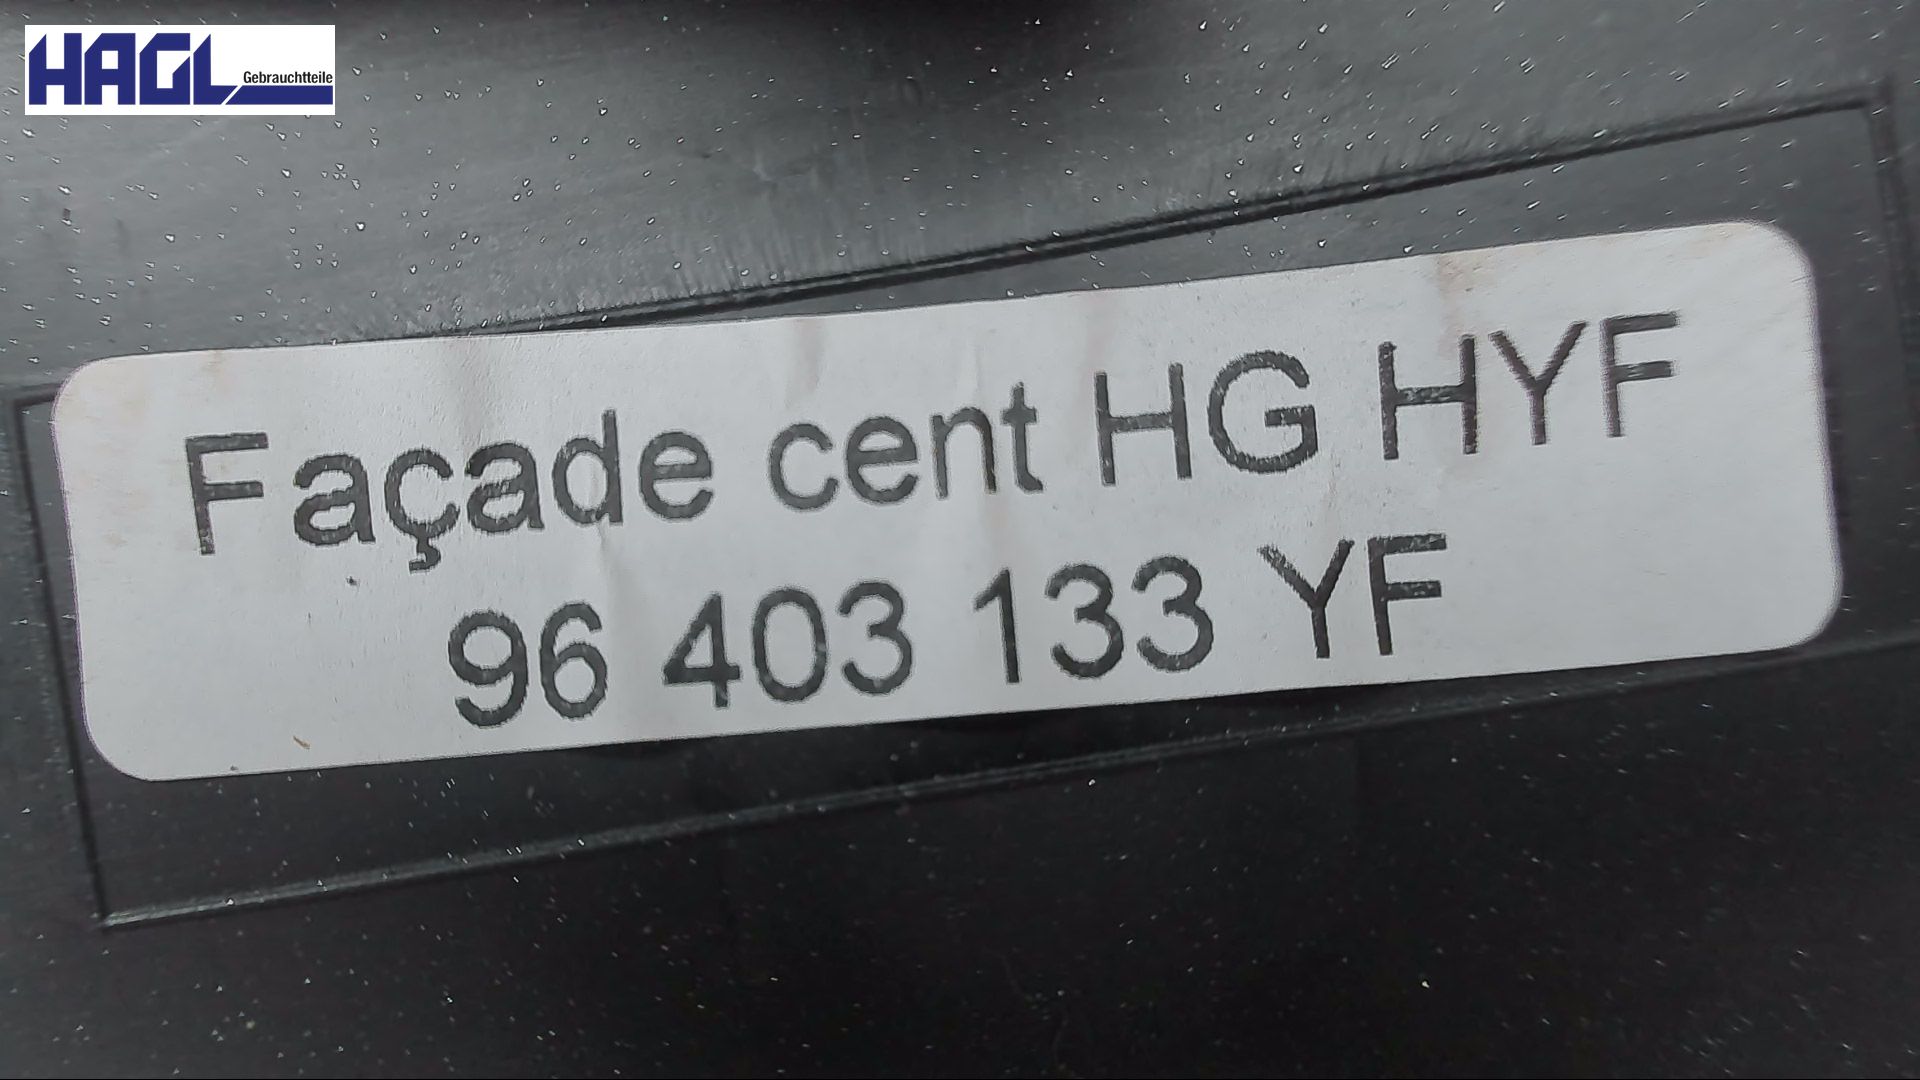 HAGL Gebrauchtteile
Façade cent HG HYF
96 403 133 YF